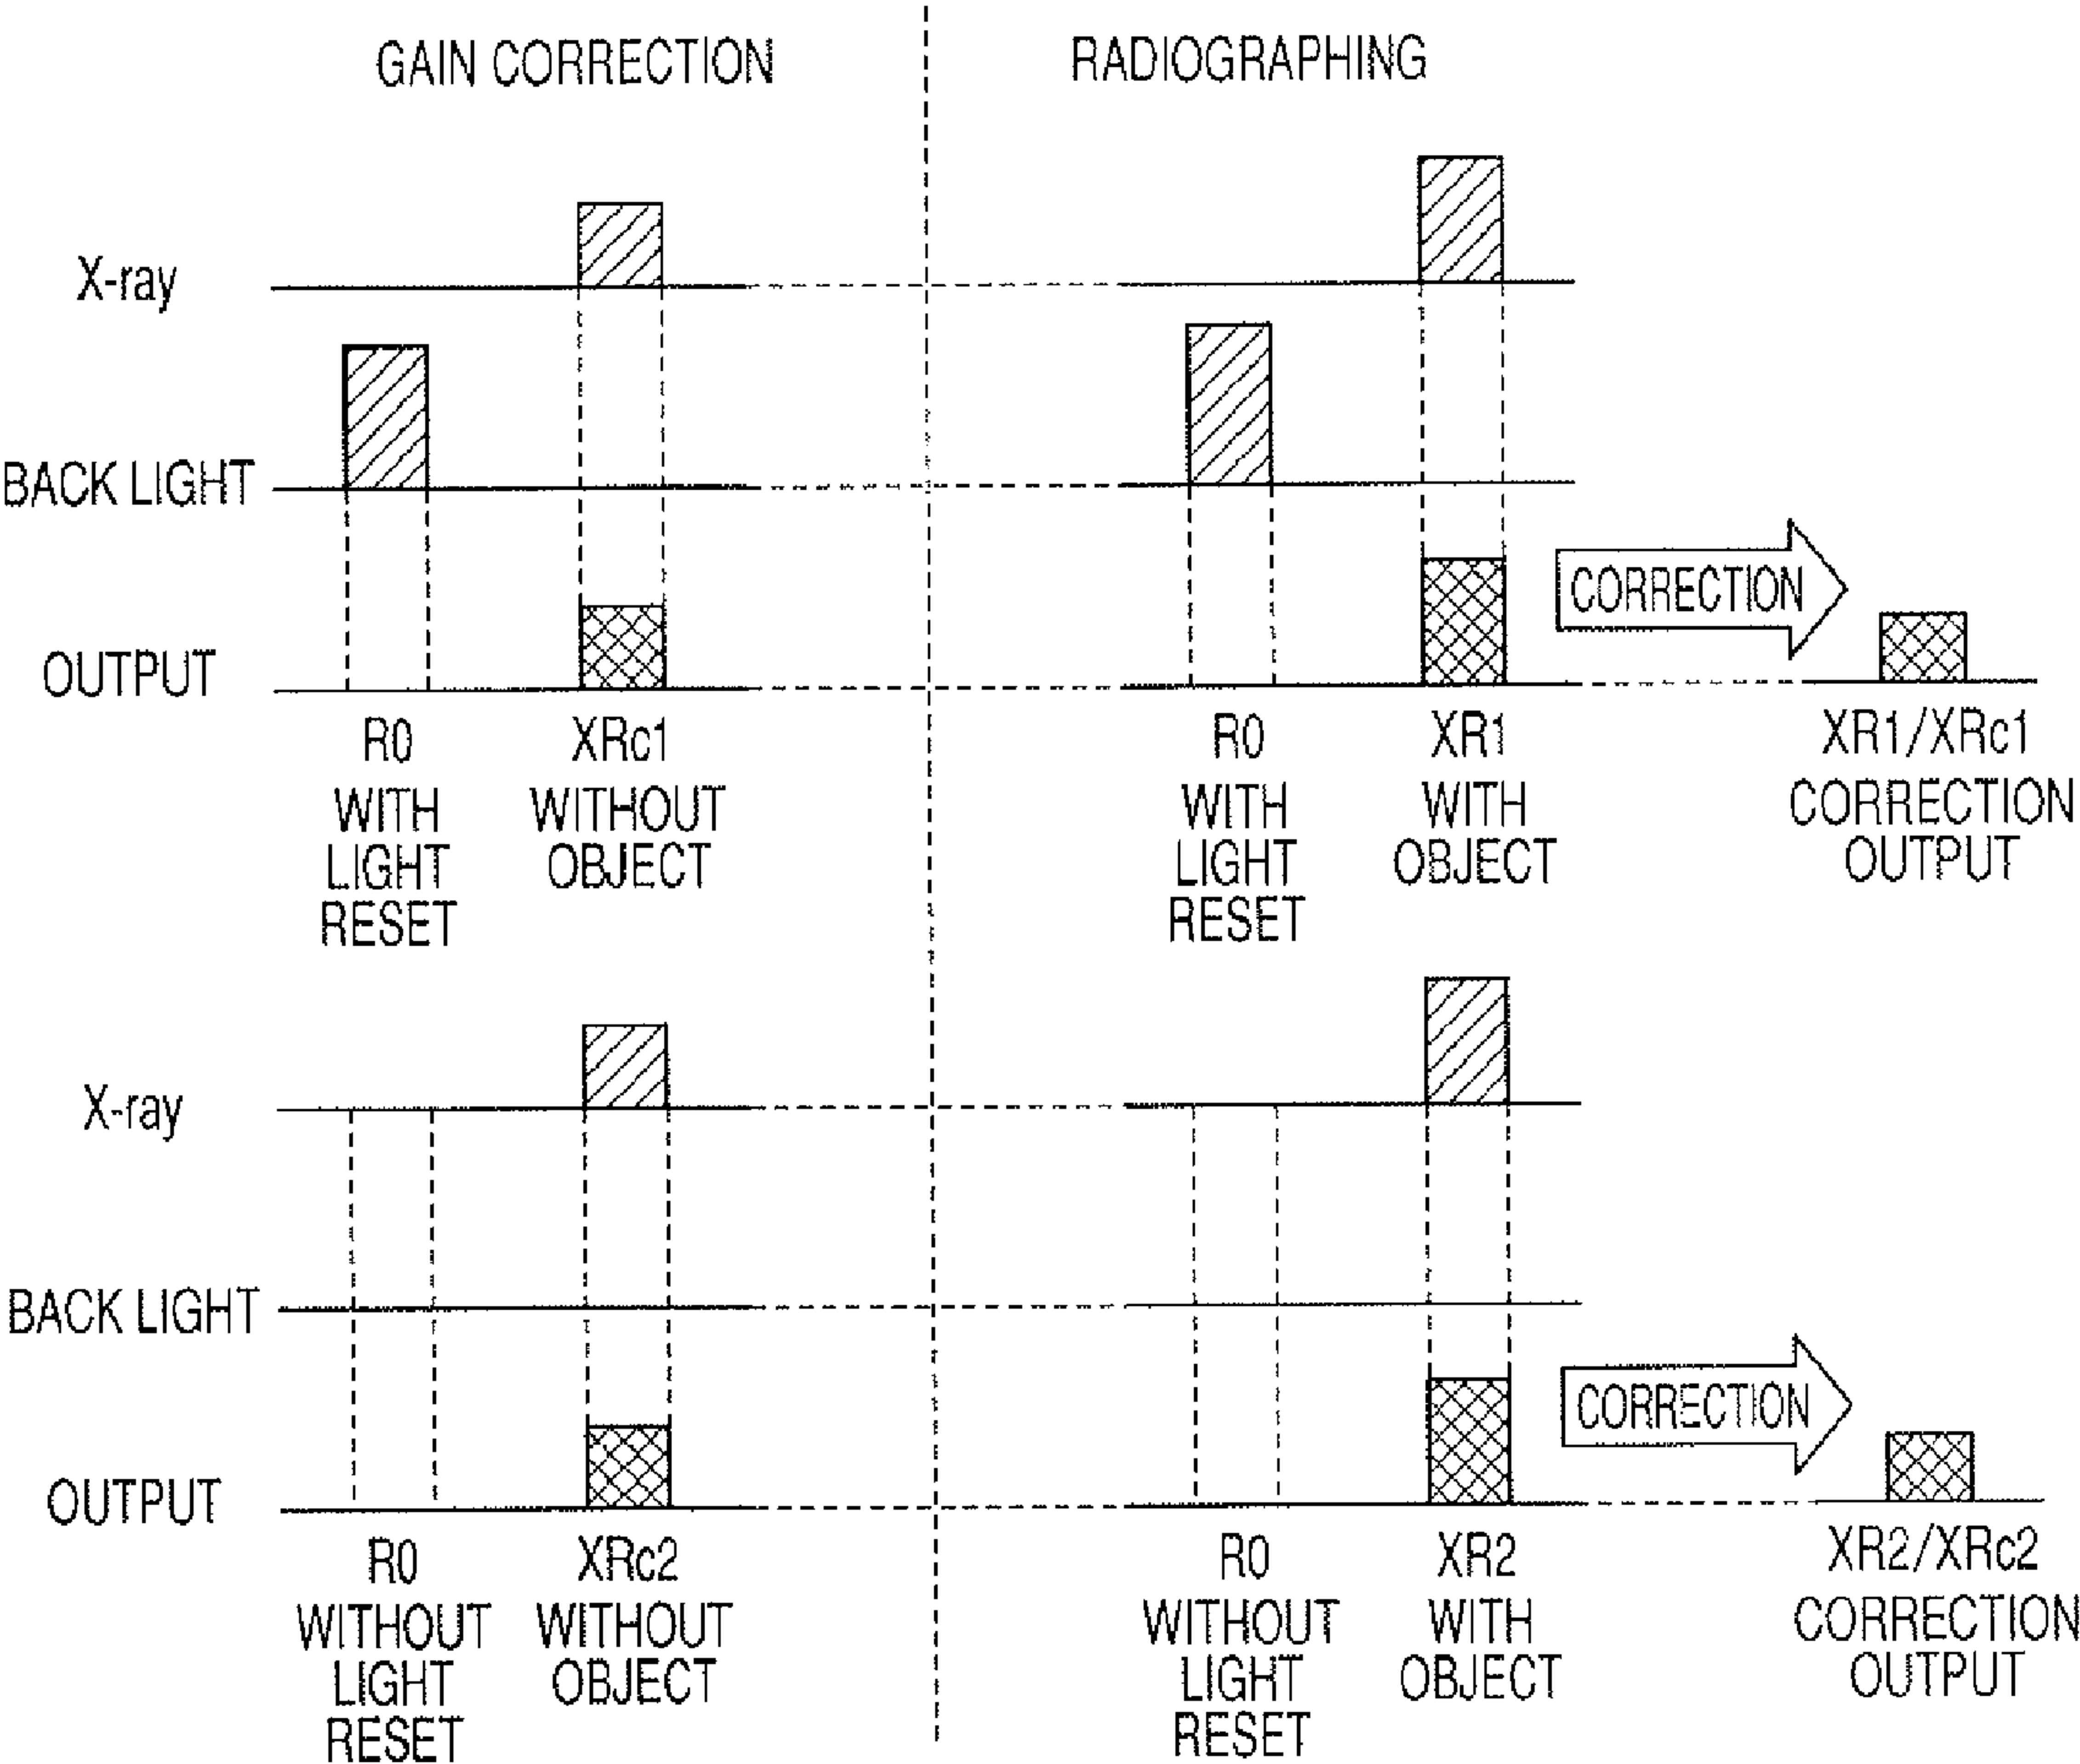 GAIN CORRECTION
RADIOGRAPHING
X-ray
BACK LIGHT
CORRECTION
OUTPUT
R0
XRc1
R0
XR1
XR1/XRc1
WITH
LIGHT
RESET
WITHOUT
OBJECT
WITH
LIGHT
RESET
WITH
OBJECT
CORRECTION
OUTPUT
X-ray
BACK LIGHT
CORRECTION
OUTPUT
R0
XRc2
R0
XR2
XR2/XRc2
WITHOUT
LIGHT
RESET
WITHOUT
OBJECT
WITHOUT
LIGHT
RESET
WITH
OBJECT
CORRECTION
OUTPUT